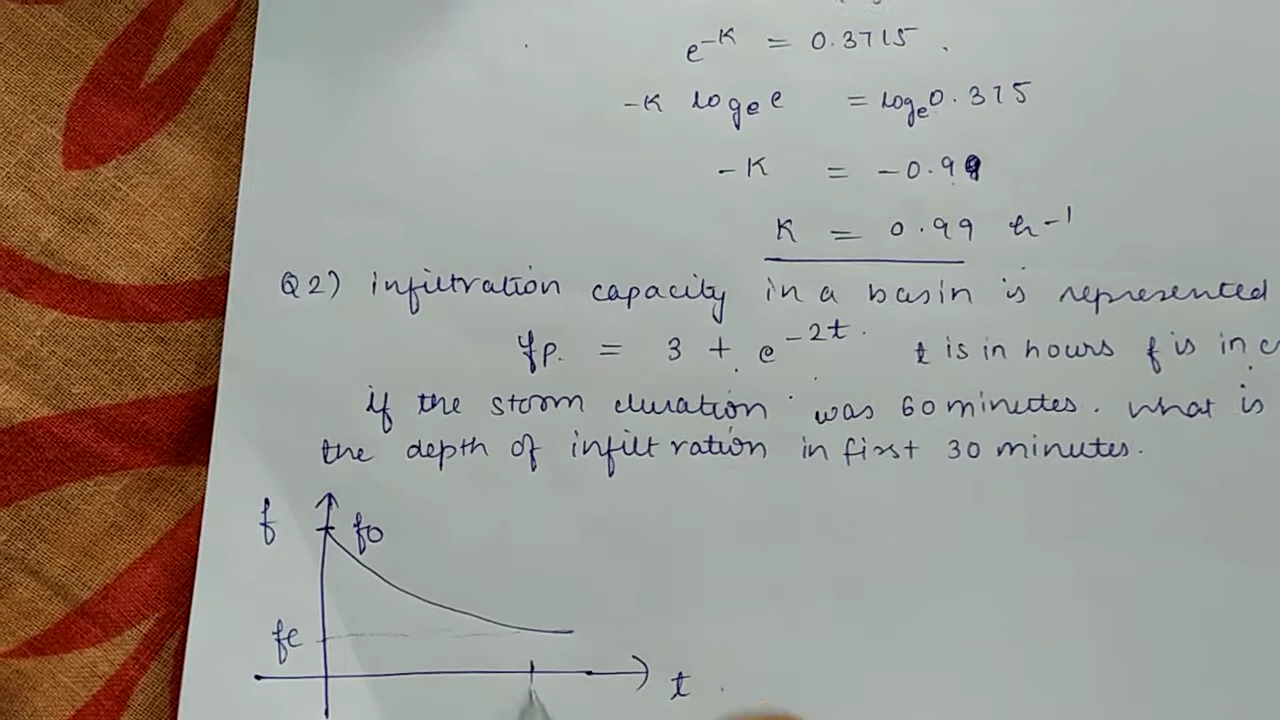 e^-K = 0.3715 .
-K log_e e = log_e 0.375
-K = -0.99
K = 0.99 h^-1
Q2) infiltration capacity in a basin is represented
fp. = 3 + e^-2t . t is in hours f is in c
if the storm duration was 60 minutes. What is
the depth of infiltration in first 30 minutes.
f fo
fc
t .